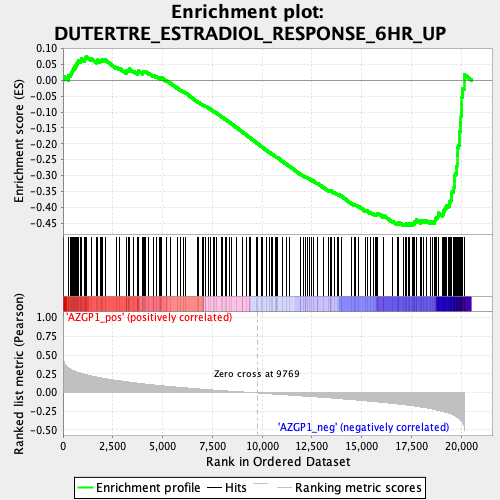 Enrichment plot:
DUTERTRE_ESTRADIOL_RESPONSE_6HR_UP
Enrichment score (ES)
0.10
0.05
0.00
-0.05
-0.10
-0.15
-0.20
-0.25
-0.30
-0.35
-0.40
-0.45
Ranked list metric (Pearson)
1.00
0.75
0.50
0.25
0.00
-0.25
-0.50
'AZGP1_pos' (positively correlated)
Zero cross at 9769
'AZGP1_neg' (negatively correlated)
0
2,500
5,000
7,500
10,000
12,500
15,000
17,500
20,000
Rank in Ordered Dataset
Enrichment profile
Hits
Ranking metric scores